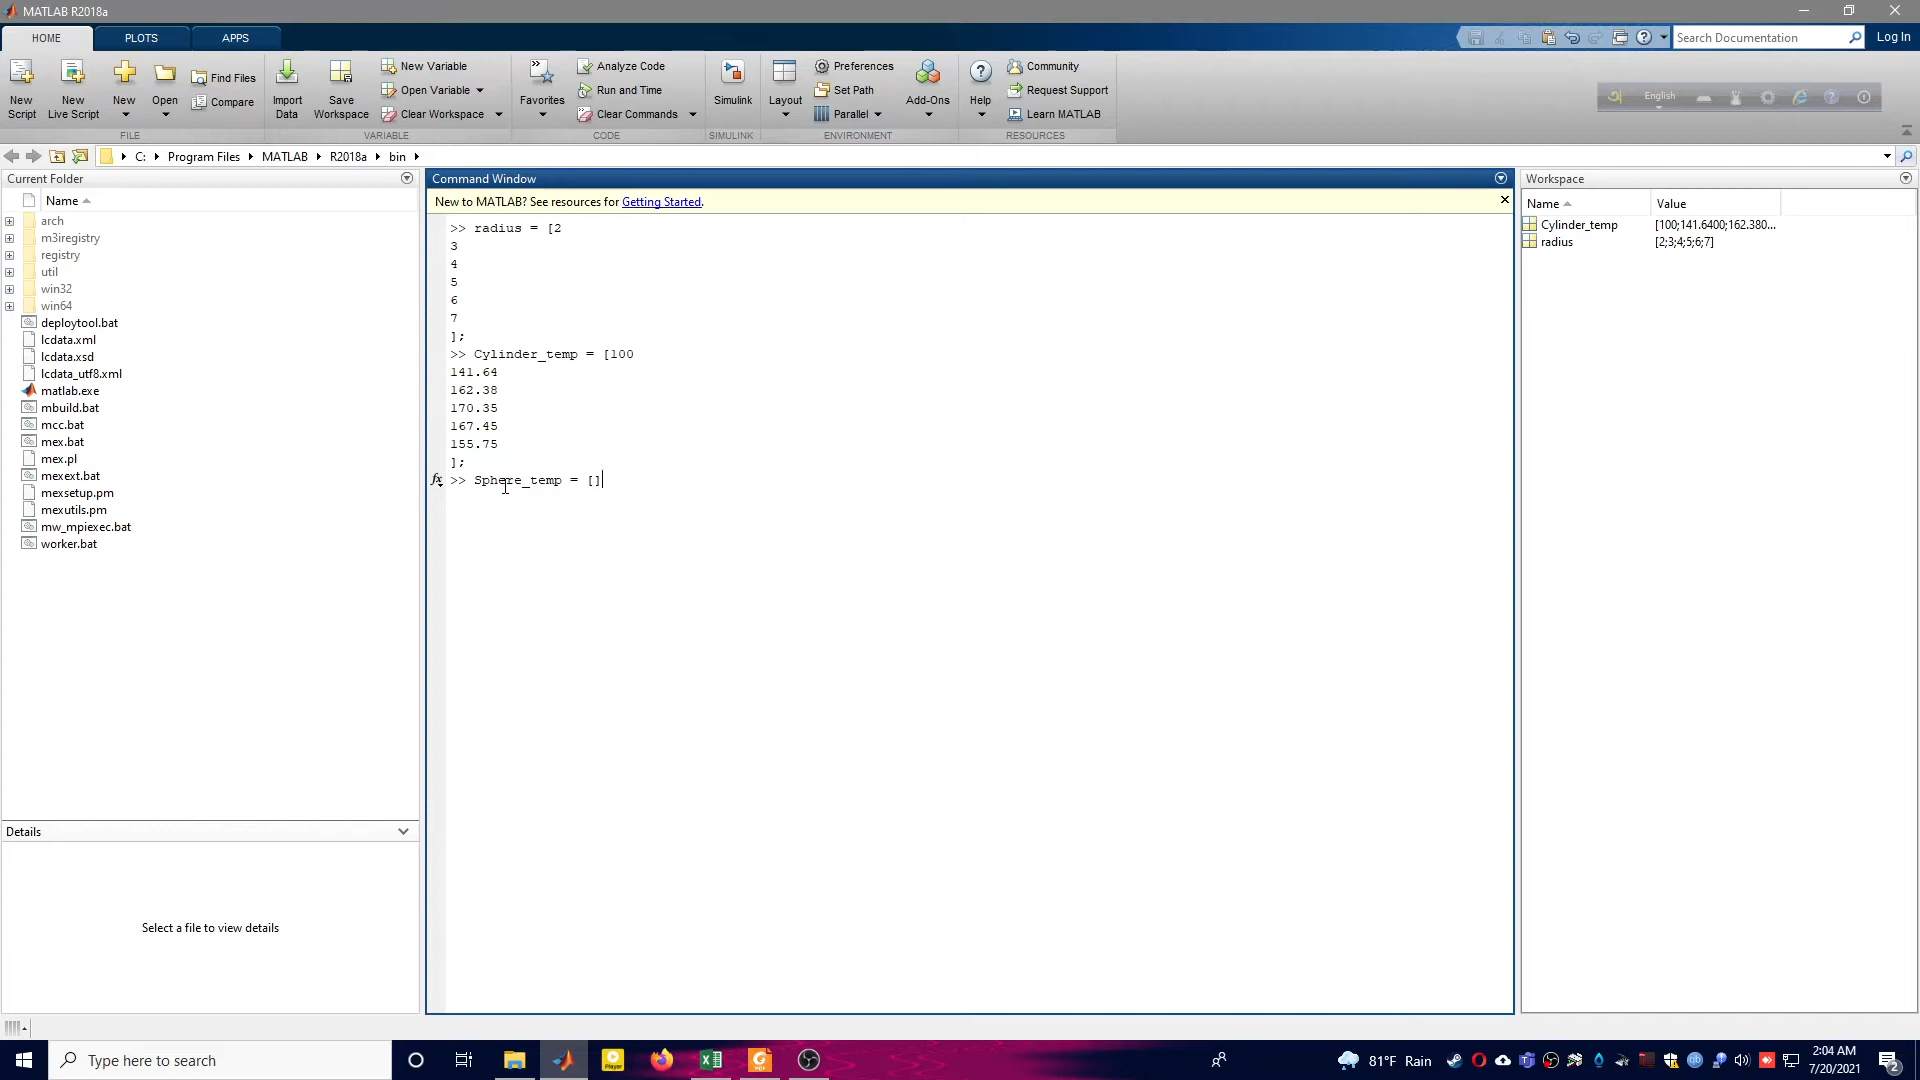 MATLAB R2018a
HOME
PLOTS
APPS
Search Documentation
Log In
New Script
New Live Script
New
Open
Find Files
Compare
Import Data
Save Workspace
New Variable
Open Variable
Clear Workspace
Favorites
Analyze Code
Run and Time
Clear Commands
Simulink
Layout
Preferences
Set Path
Parallel
Add-Ons
Help
Community
Request Support
Learn MATLAB
English
FILE
VARIABLE
CODE
SIMULINK
ENVIRONMENT
RESOURCES
C:
Program Files
MATLAB
R2018a
bin
Current Folder
Name
arch
m3iregistry
registry
util
win32
win64
deploytool.bat
lcdata.xml
lcdata.xsd
lcdata_utf8.xml
matlab.exe
mbuild.bat
mcc.bat
mex.bat
mex.pl
mexext.bat
mexsetup.pm
mexutils.pm
mw_mpiexec.bat
worker.bat
Details
Select a file to view details
Command Window
New to MATLAB? See resources for Getting Started.
>> radius = [2
3
4
5
6
7
];
>> Cylinder_temp = [100
141.64
162.38
170.35
167.45
155.75
];
fx >> Sphere_temp = []
Workspace
Name Value
Cylinder_temp [100;141.6400;162.380...
radius [2;3;4;5;6;7]
Type here to search
81°F Rain
2:04 AM
7/20/2021
2